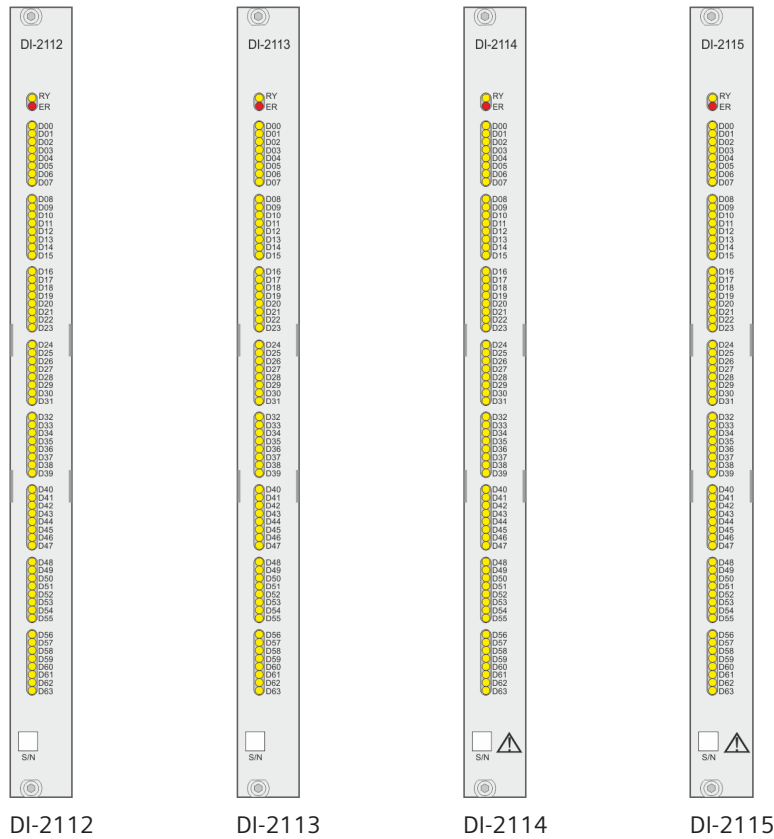 DI-2112 DI-2113 DI-2114 DI-2115
RY RY RY RY
ER ER ER ER
D00 D00 D00 D00
D01 D01 D01 D01
D02 D02 D02 D02
D03 D03 D03 D03
D04 D04 D04 D04
D05 D05 D05 D05
D06 D06 D06 D06
D07 D07 D07 D07
D08 D08 D08 D08
D09 D09 D09 D09
D10 D10 D10 D10
D11 D11 D11 D11
D12 D12 D12 D12
D13 D13 D13 D13
D14 D14 D14 D14
D15 D15 D15 D15
D16 D16 D16 D16
D17 D17 D17 D17
D18 D18 D18 D18
D19 D19 D19 D19
D20 D20 D20 D20
D21 D21 D21 D21
D22 D22 D22 D22
D23 D23 D23 D23
D24 D24 D24 D24
D25 D25 D25 D25
D26 D26 D26 D26
D27 D27 D27 D27
D28 D28 D28 D28
D29 D29 D29 D29
D30 D30 D30 D30
D31 D31 D31 D31
D32 D32 D32 D32
D33 D33 D33 D33
D34 D34 D34 D34
D35 D35 D35 D35
D36 D36 D36 D36
D37 D37 D37 D37
D38 D38 D38 D38
D39 D39 D39 D39
D40 D40 D40 D40
D41 D41 D41 D41
D42 D42 D42 D42
D43 D43 D43 D43
D44 D44 D44 D44
D45 D45 D45 D45
D46 D46 D46 D46
D47 D47 D47 D47
D48 D48 D48 D48
D49 D49 D49 D49
D50 D50 D50 D50
D51 D51 D51 D51
D52 D52 D52 D52
D53 D53 D53 D53
D54 D54 D54 D54
D55 D55 D55 D55
D56 D56 D56 D56
D57 D57 D57 D57
D58 D58 D58 D58
D59 D59 D59 D59
D60 D60 D60 D60
D61 D61 D61 D61
D62 D62 D62 D62
D63 D63 D63 D63
S/N S/N S/N S/N
DI-2112 DI-2113 DI-2114 DI-2115